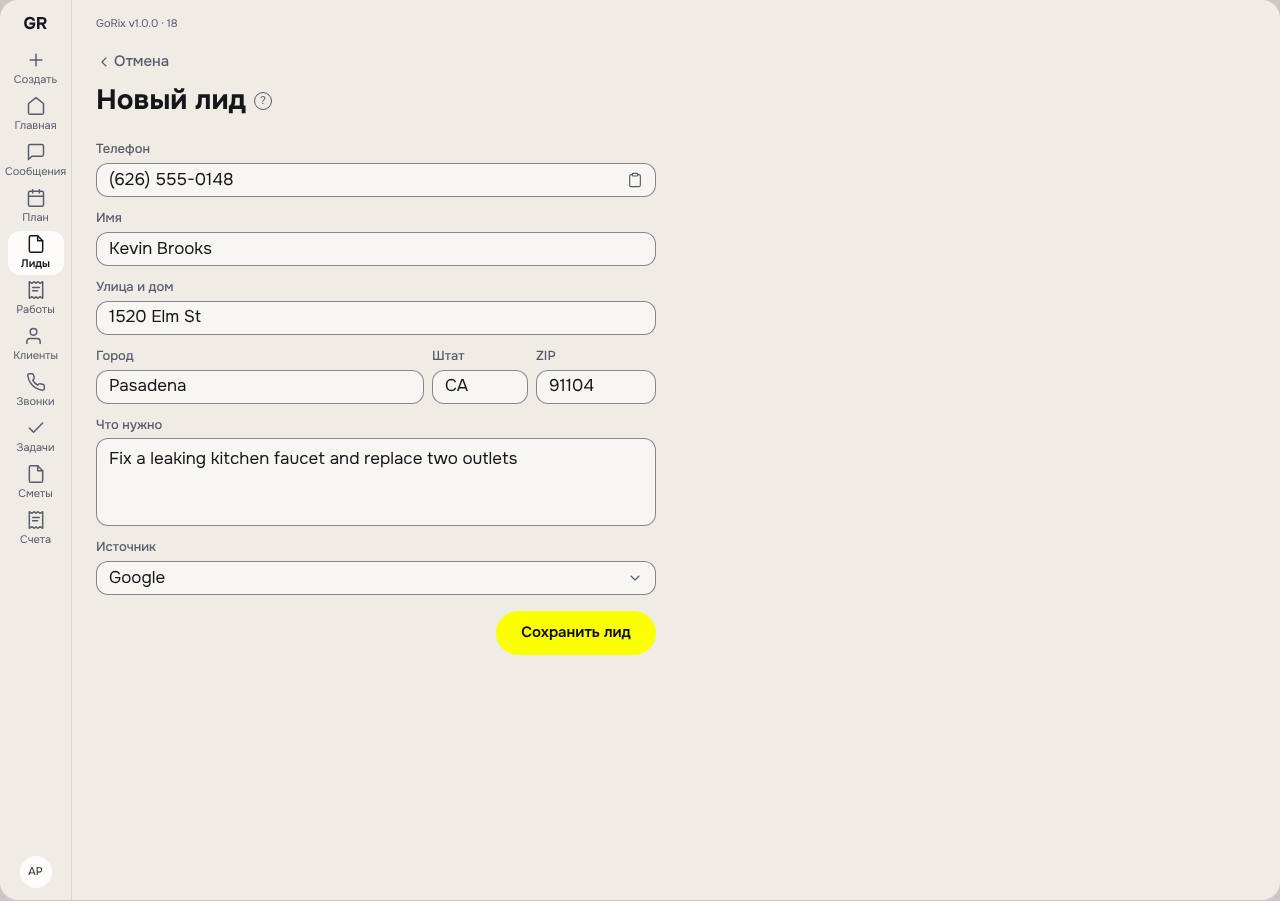 GR
GoRix v1.0.0 · 18
Создать
Главная
Сообщения
План
Лиды
Работы
Клиенты
Звонки
Задачи
Сметы
Счета
AP
Отмена
Новый лид ?
Телефон
(626) 555-0148
Имя
Kevin Brooks
Улица и дом
1520 Elm St
Город Штат ZIP
Pasadena CA 91104
Что нужно
Fix a leaking kitchen faucet and replace two outlets
Источник
Google
Сохранить лид